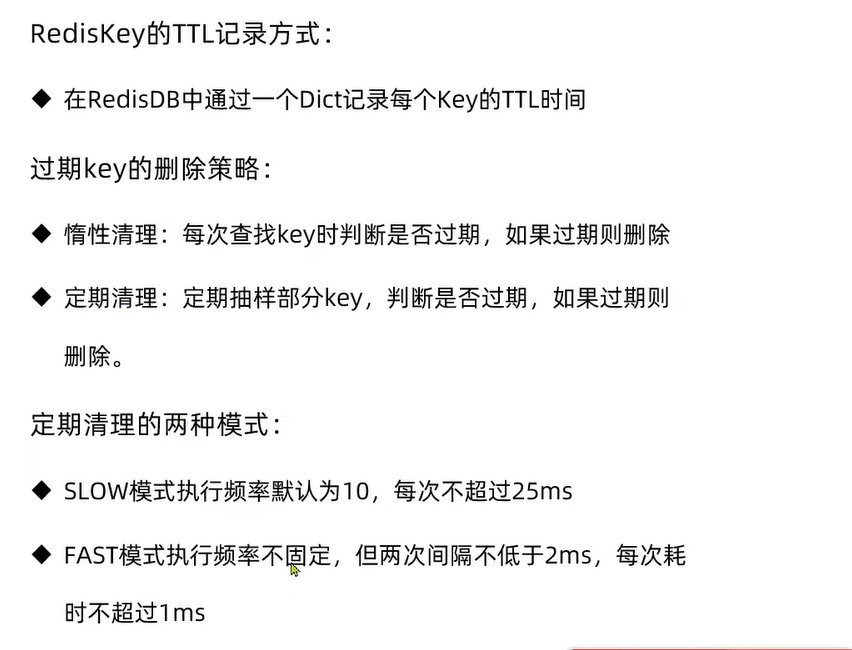 RedisKey的TTL记录方式：
◆ 在RedisDB中通过一个Dict记录每个Key的TTL时间
过期key的删除策略：
◆ 惰性清理：每次查找key时判断是否过期，如果过期则删除
◆ 定期清理：定期抽样部分key，判断是否过期，如果过期则
删除。
定期清理的两种模式：
◆ SLOW模式执行频率默认为10，每次不超过25ms
◆ FAST模式执行频率不固定，但两次间隔不低于2ms，每次耗
时不超过1ms